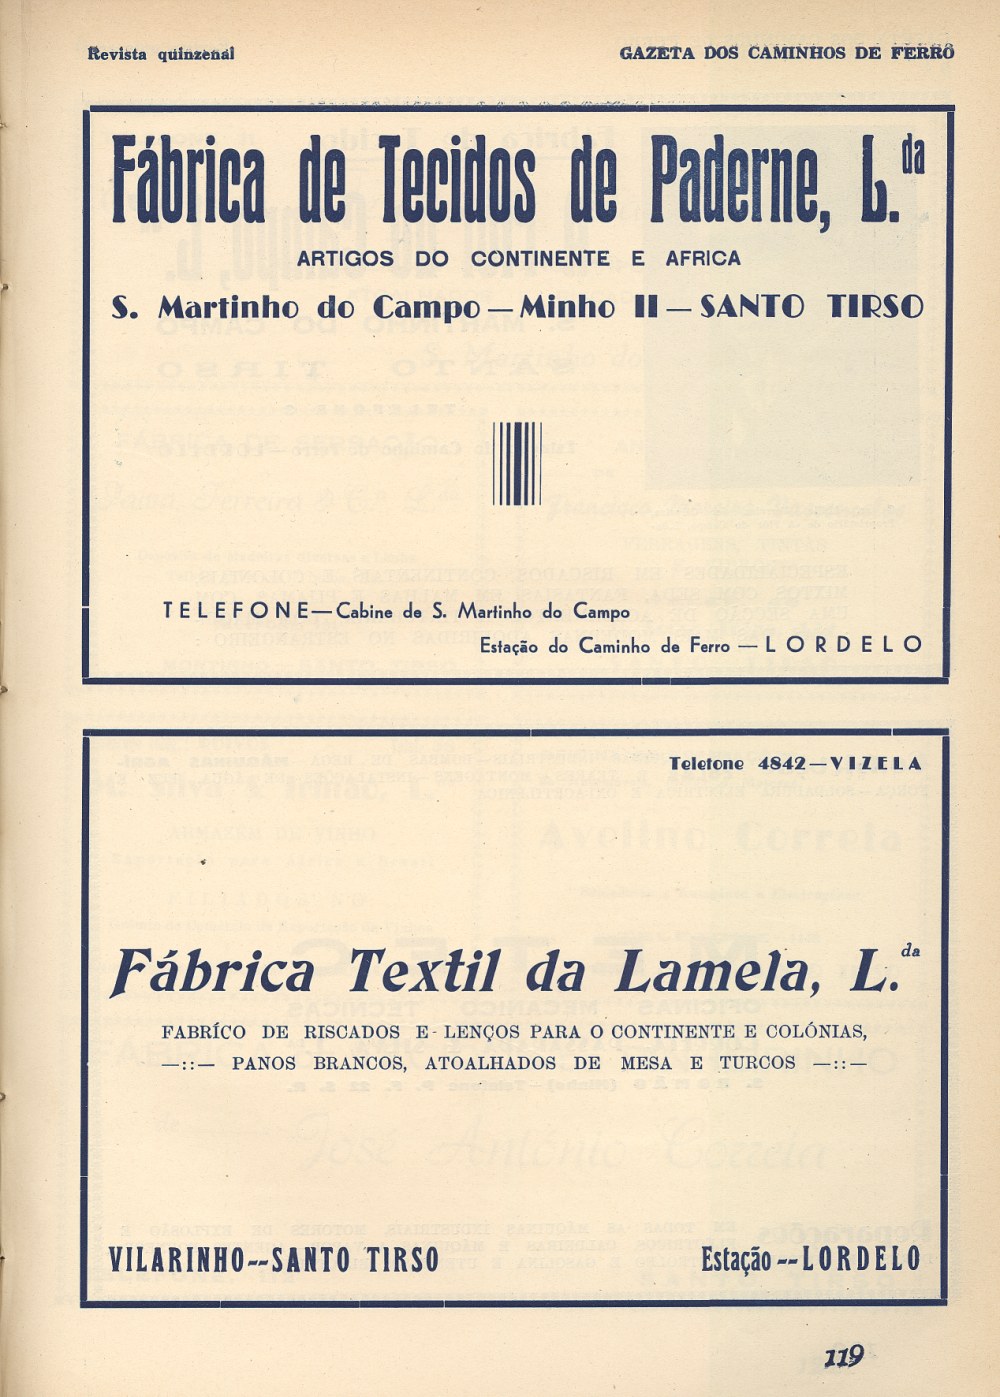 Revista quinzenal
GAZETA DOS CAMINHOS DE FERRO
Fábrica de Tecidos de Paderne, L.da
ARTIGOS DO CONTINENTE E AFRICA
S. Martinho do Campo — Minho II — SANTO TIRSO
TELEFONE — Cabine de S. Martinho do Campo
Estação do Caminho de Ferro — LORDELO
Telefone 4842 — VIZELA
Fábrica Textil da Lamela, L.da
FABRÍCO DE RISCADOS E - LENÇOS PARA O CONTINENTE E COLÓNIAS,
—::— PANOS BRANCOS, ATOALHADOS DE MESA E TURCOS —::—
VILARINHO--SANTO TIRSO
Estação--LORDELO
119